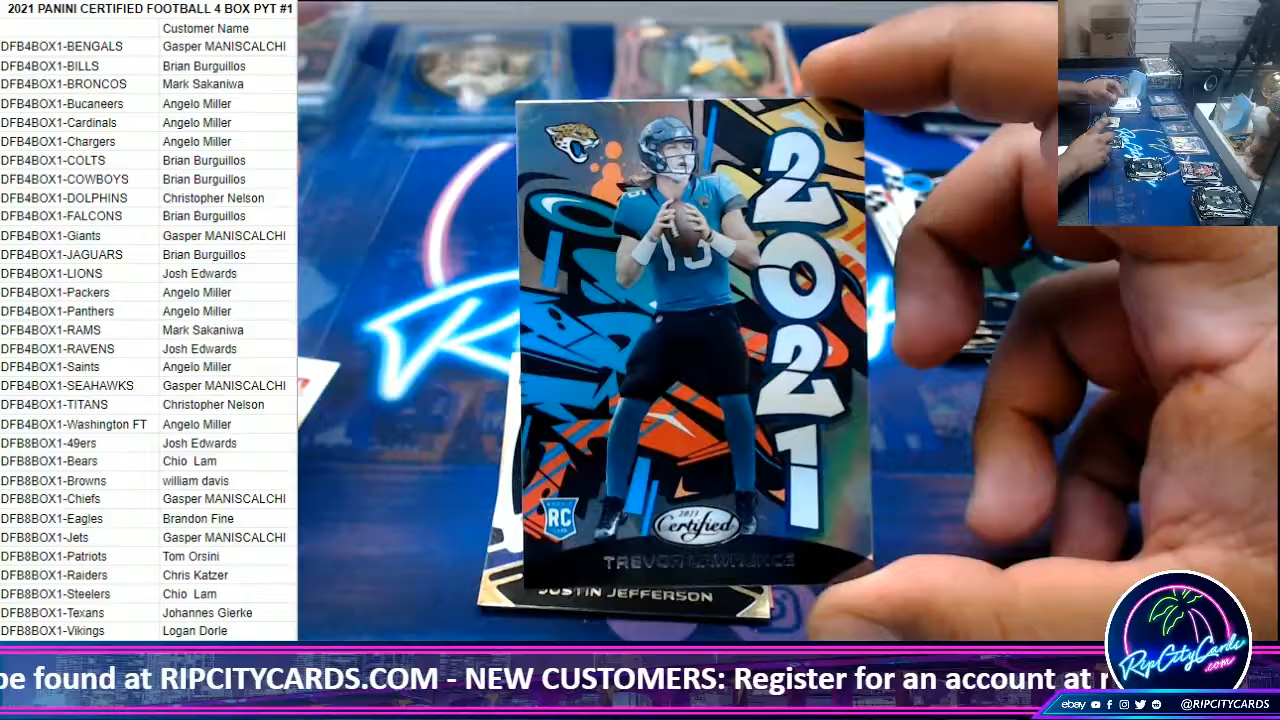 2021 PANINI CERTIFIED FOOTBALL 4 BOX PYT #1
Customer Name
DFB4BOX1-BENGALS Gasper MANISCALCHI
DFB4BOX1-BILLS Brian Burguillos
DFB4BOX1-BRONCOS Mark Sakaniwa
DFB4BOX1-Bucaneers Angelo Miller
DFB4BOX1-Cardinals Angelo Miller
DFB4BOX1-Chargers Angelo Miller
DFB4BOX1-COLTS Brian Burguillos
DFB4BOX1-COWBOYS Brian Burguillos
DFB4BOX1-DOLPHINS Christopher Nelson
DFB4BOX1-FALCONS Brian Burguillos
DFB4BOX1-Giants Gasper MANISCALCHI
DFB4BOX1-JAGUARS Brian Burguillos
DFB4BOX1-LIONS Josh Edwards
DFB4BOX1-Packers Angelo Miller
DFB4BOX1-Panthers Angelo Miller
DFB4BOX1-RAMS Mark Sakaniwa
DFB4BOX1-RAVENS Josh Edwards
DFB4BOX1-Saints Angelo Miller
DFB4BOX1-SEAHAWKS Gasper MANISCALCHI
DFB4BOX1-TITANS Christopher Nelson
DFB4BOX1-Washington FT Angelo Miller
DFB8BOX1-49ers Josh Edwards
DFB8BOX1-Bears Chio Lam
DFB8BOX1-Browns william davis
DFB8BOX1-Chiefs Gasper MANISCALCHI
DFB8BOX1-Eagles Brandon Fine
DFB8BOX1-Jets Gasper MANISCALCHI
DFB8BOX1-Patriots Tom Orsini
DFB8BOX1-Raiders Chris Katzer
DFB8BOX1-Steelers Chio Lam
DFB8BOX1-Texans Johannes Gierke
DFB8BOX1-Vikings Logan Dorle
2021
RC
2021
Certified
TREVOR LAWRENCE
JUSTIN JEFFERSON
be found at RIPCITYCARDS.COM - NEW CUSTOMERS: Register for an account at r
RipCityCards
.com
ebay @RIPCITYCARDS